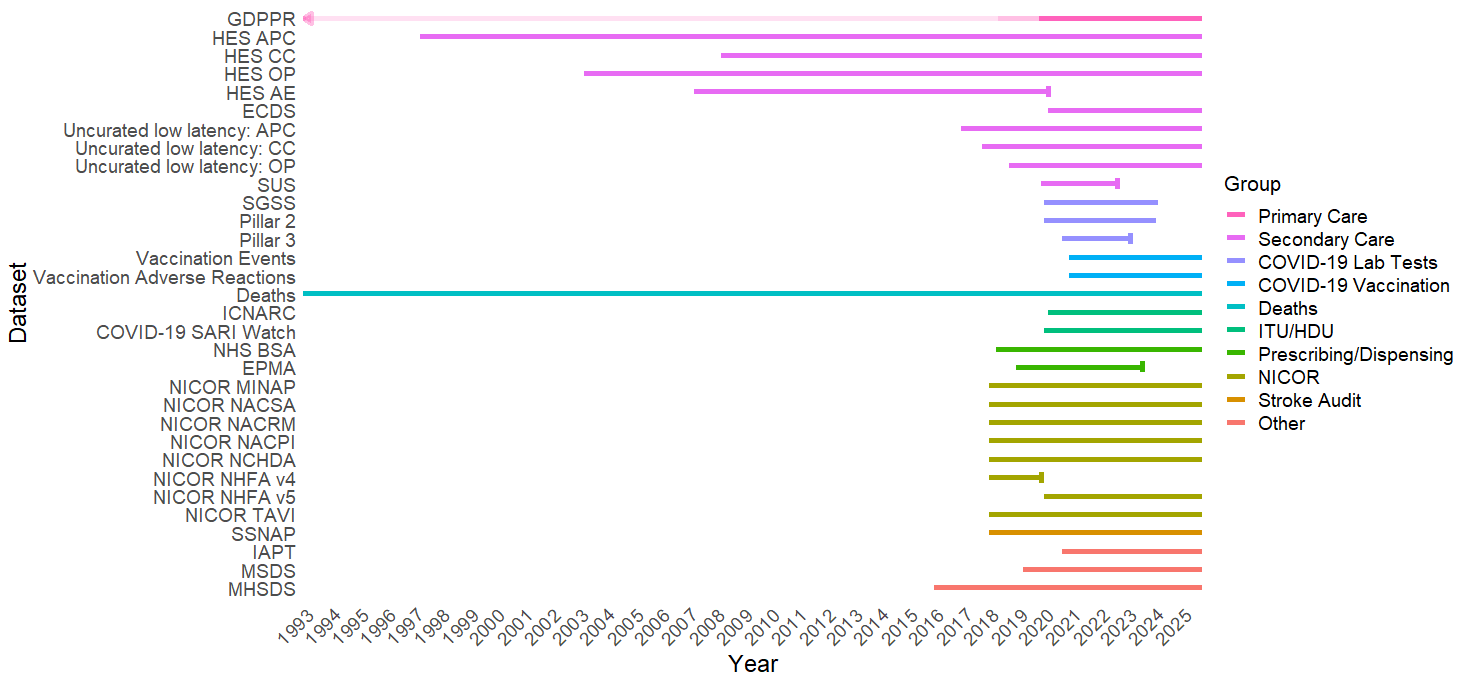 GDPPR
HES APC
HES CC
HES OP
HES AE
ECDS
Uncurated low latency: APC
Uncurated low latency: CC
Uncurated low latency: OP
SUS
SGSS
Pillar 2
Pillar 3
Vaccination Events
Vaccination Adverse Reactions
Deaths
ICNARC
COVID-19 SARI Watch
NHS BSA
EPMA
NICOR MINAP
NICOR NACSA
NICOR NACRM
NICOR NACPI
NICOR NCHDA
NICOR NHFA v4
NICOR NHFA v5
NICOR TAVI
SSNAP
IAPT
MSDS
MHSDS
Dataset
1993 1994 1995 1996 1997 1998 1999 2000 2001 2002 2003 2004 2005 2006 2007 2008 2009 2010 2011 2012 2013 2014 2015 2016 2017 2018 2019 2020 2021 2022 2023 2024 2025
Year
Group
Primary Care
Secondary Care
COVID-19 Lab Tests
COVID-19 Vaccination
Deaths
ITU/HDU
Prescribing/Dispensing
NICOR
Stroke Audit
Other